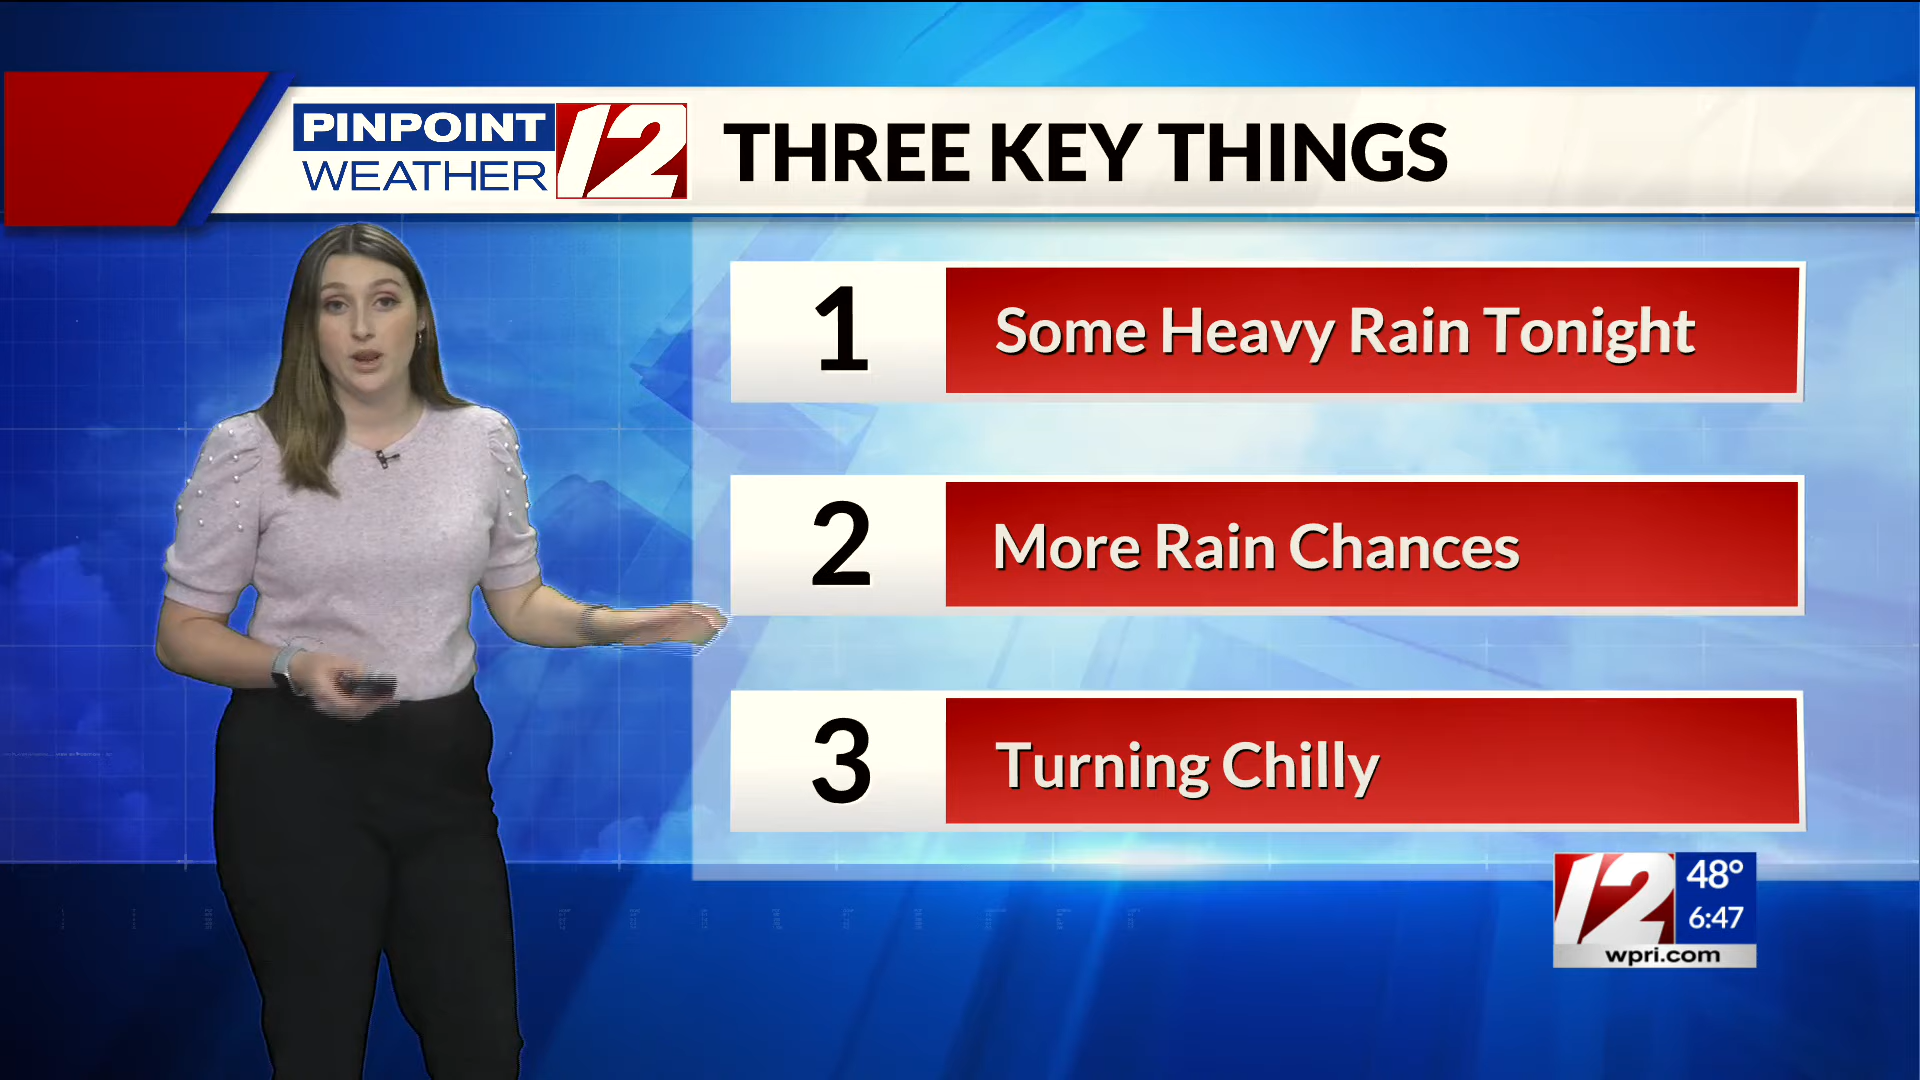 PINPOINT
WEATHER
12
THREE KEY THINGS
1
Some Heavy Rain Tonight
2
More Rain Chances
3
Turning Chilly
12
48°
6:47
wpri.com